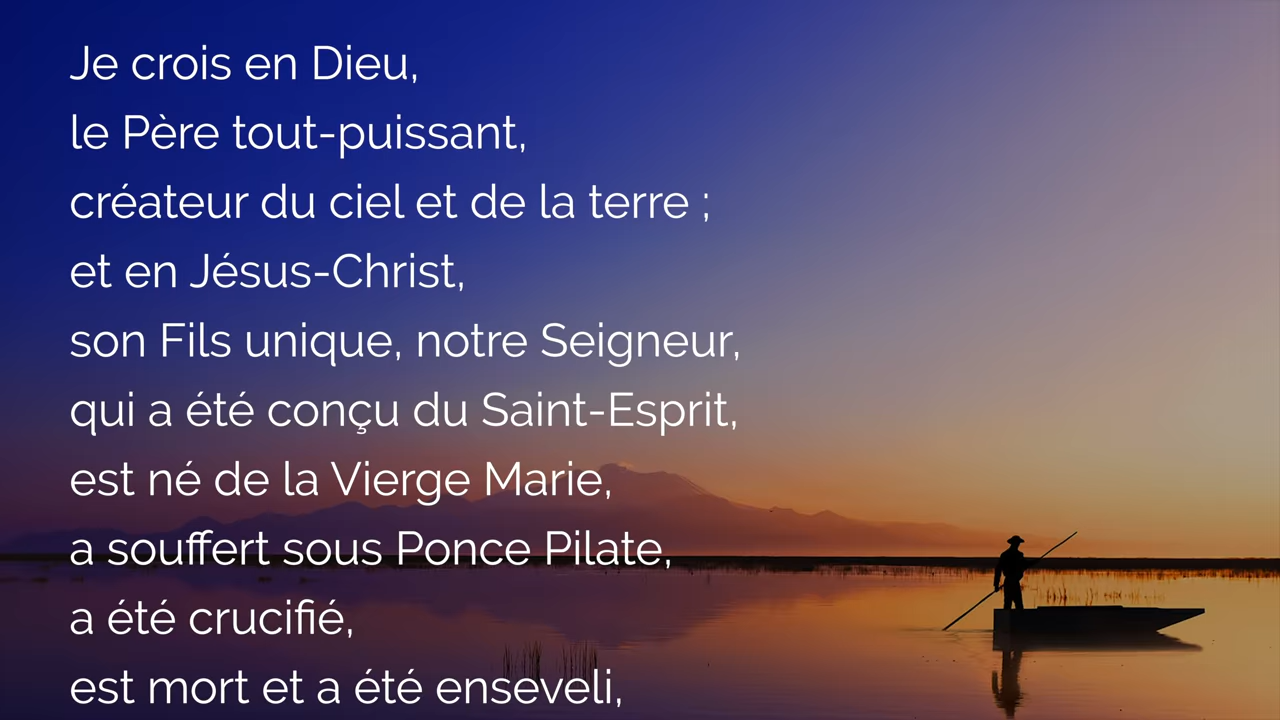 Je crois en Dieu,
le Père tout-puissant,
créateur du ciel et de la terre ;
et en Jésus-Christ,
son Fils unique, notre Seigneur,
qui a été conçu du Saint-Esprit,
est né de la Vierge Marie,
a souffert sous Ponce Pilate,
a été crucifié,
est mort et a été enseveli,